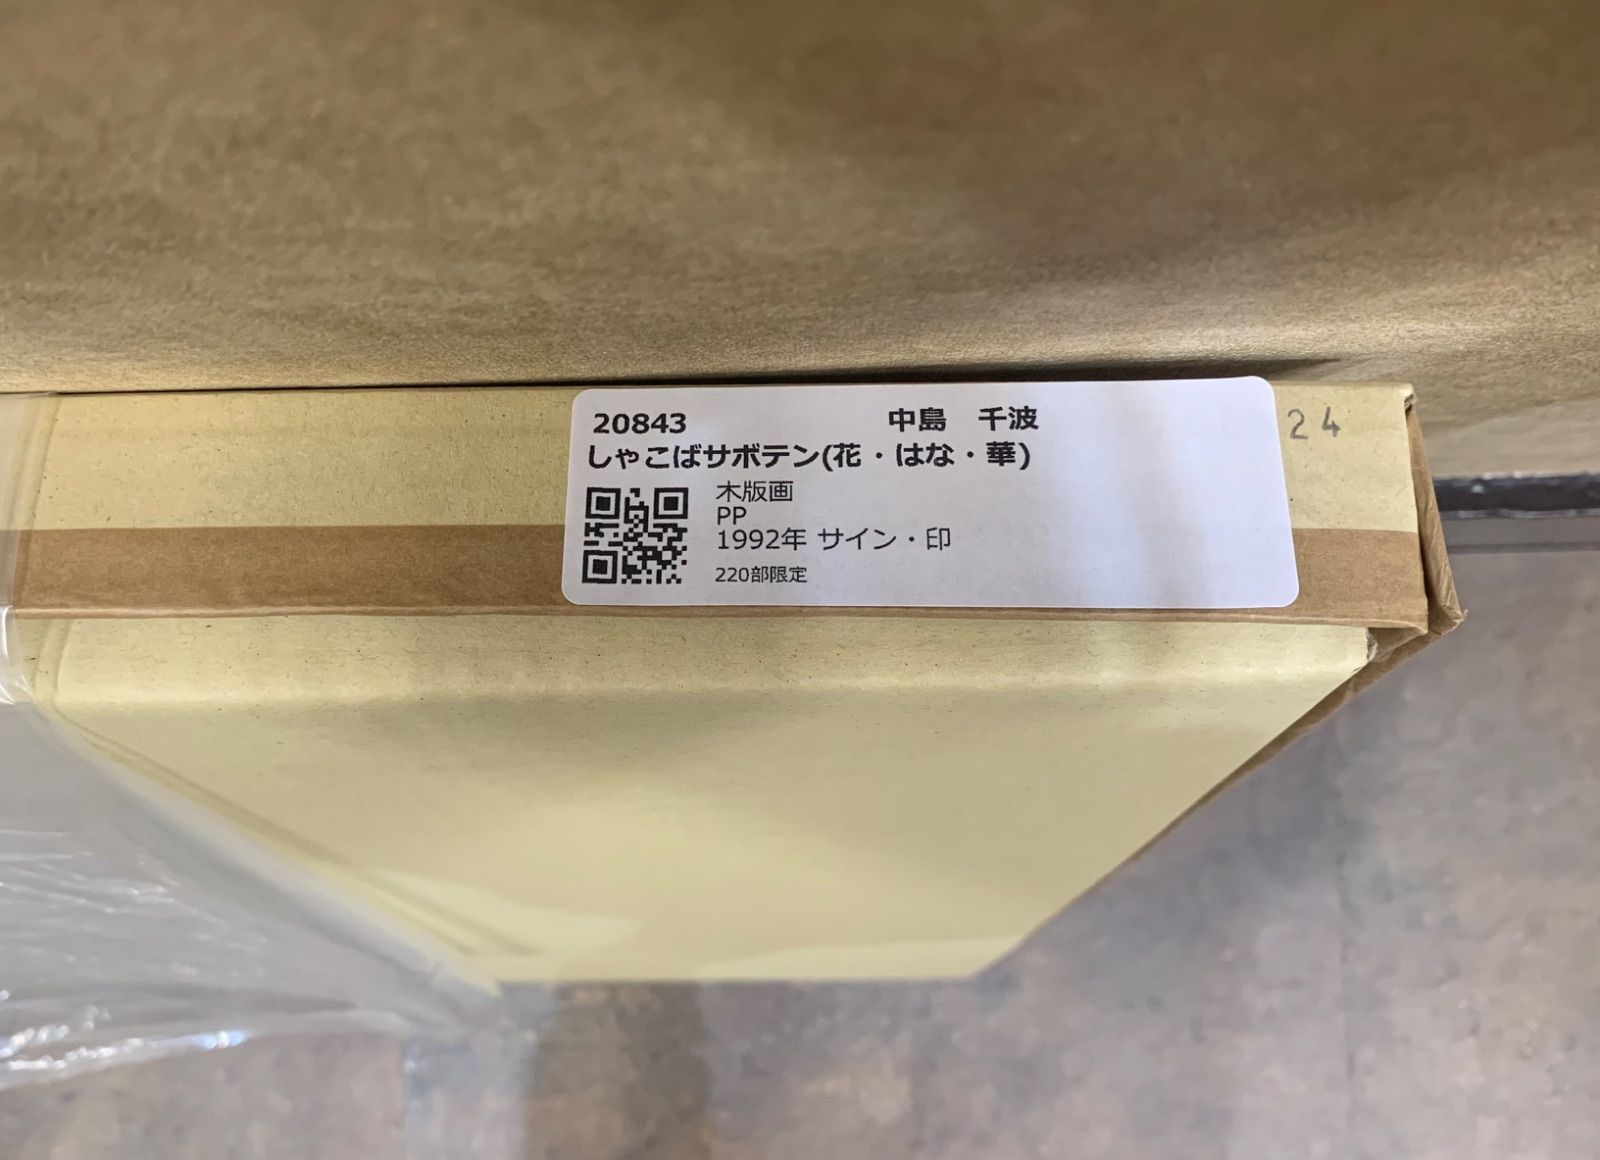 20843 中島　千波 24
しゃこばサボテン(花・はな・華)
木版画
PP
1992年 サイン・印
220部限定